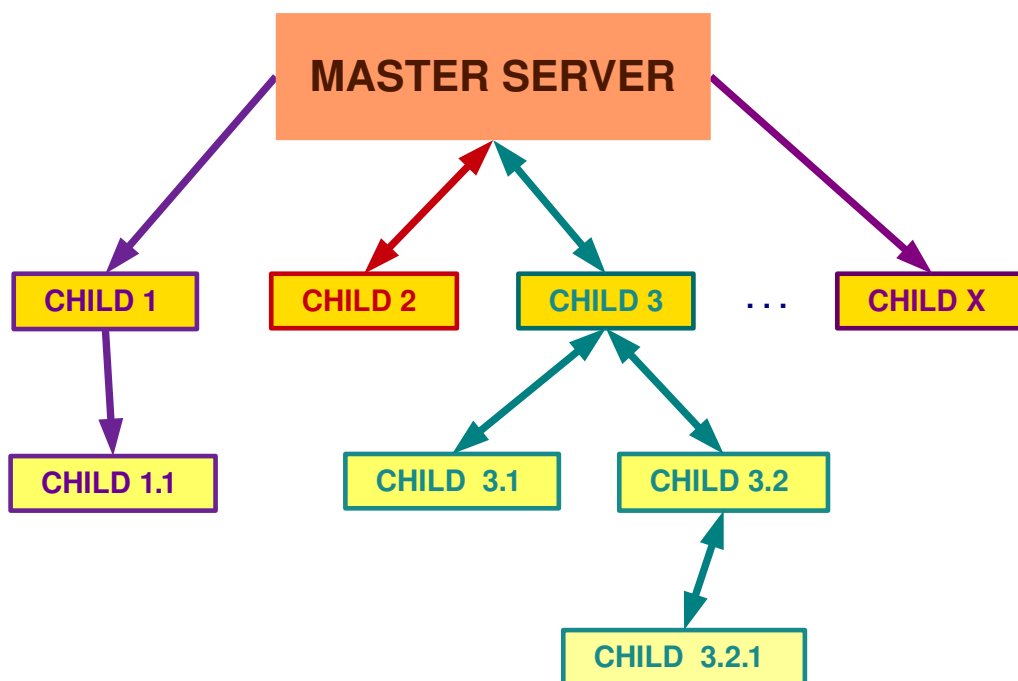 MASTER SERVER
CHILD 1
CHILD 2
CHILD 3
. . .
CHILD X
CHILD 1.1
CHILD 3.1
CHILD 3.2
CHILD 3.2.1